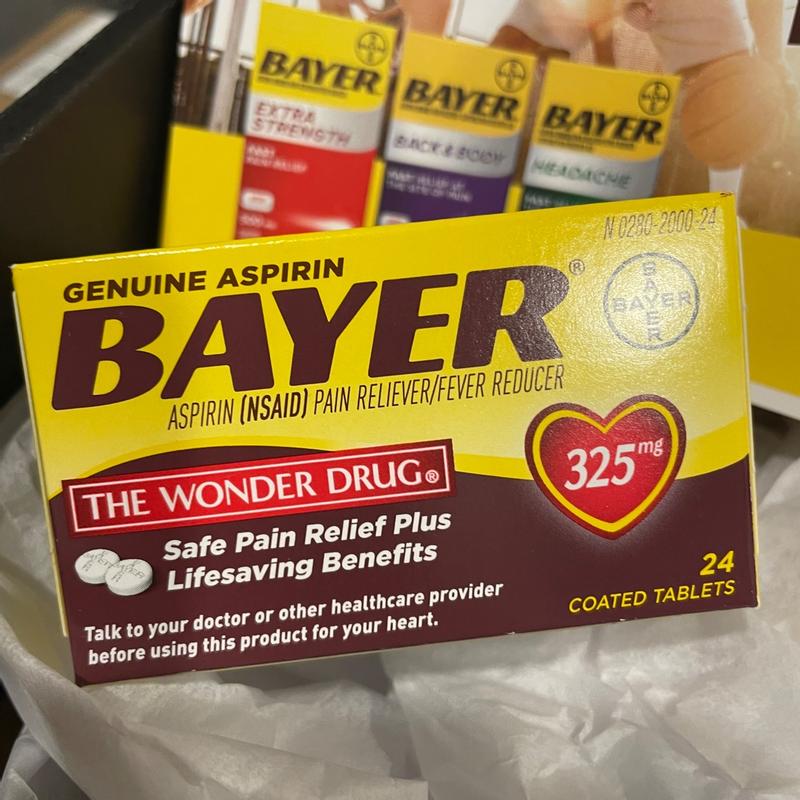 BAYER
EXTRA
STRENGTH
BAYER
BACK & BODY
BAYER
HEADACHE
N 0280-2000-24
GENUINE ASPIRIN
BAYER®
BAYER
BAYER
ASPIRIN (NSAID) PAIN RELIEVER/FEVER REDUCER
325mg
THE WONDER DRUG®
Safe Pain Relief Plus
Lifesaving Benefits
24
COATED TABLETS
Talk to your doctor or other healthcare provider
before using this product for your heart.